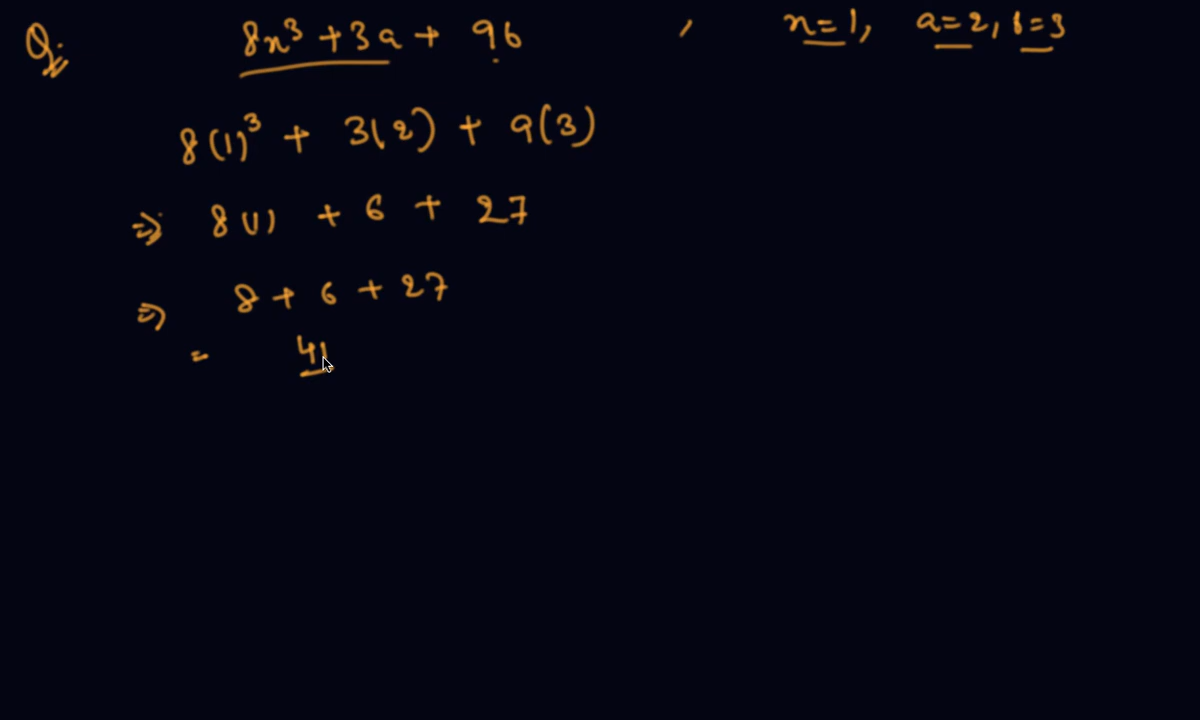 Q. 8x³ + 3a + 9b , x=1, a=2, b=3
8(1)³ + 3(2) + 9(3)
⇒ 8(1) + 6 + 27
⇒ 8 + 6 + 27
= 41